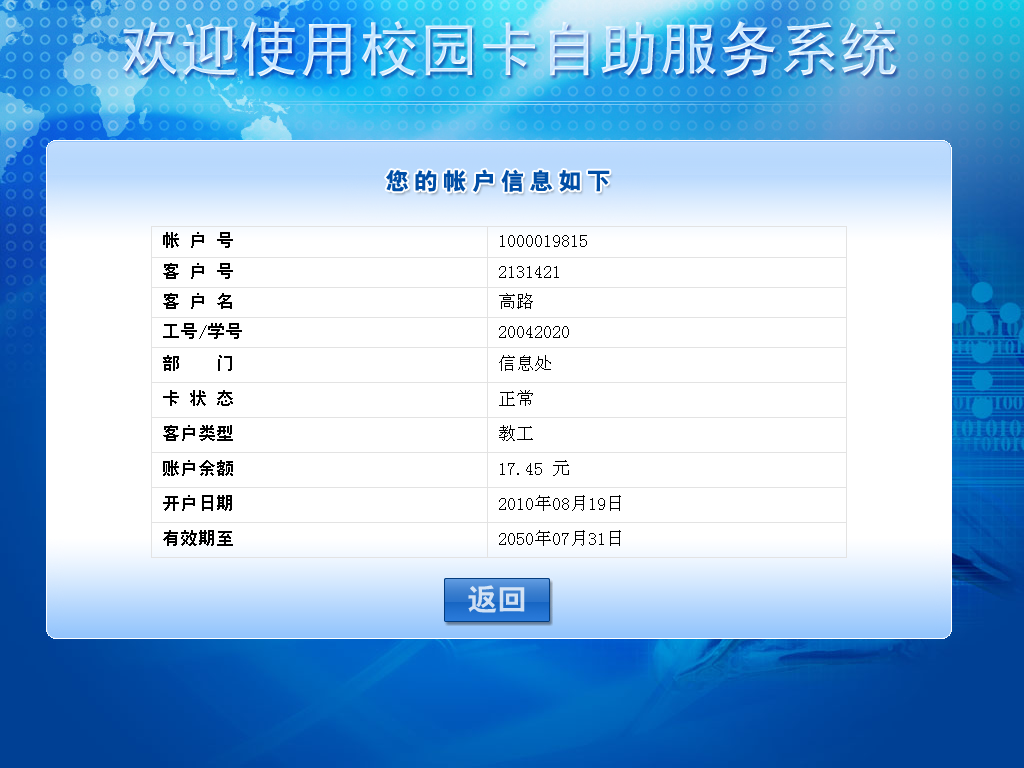 欢迎使用校园卡自助服务系统
您的帐户信息如下
帐 户 号 1000019815
客 户 号 2131421
客 户 名 高路
工号/学号 20042020
部 门 信息处
卡 状 态 正常
客户类型 教工
账户余额 17.45 元
开户日期 2010年08月19日
有效期至 2050年07月31日
返回